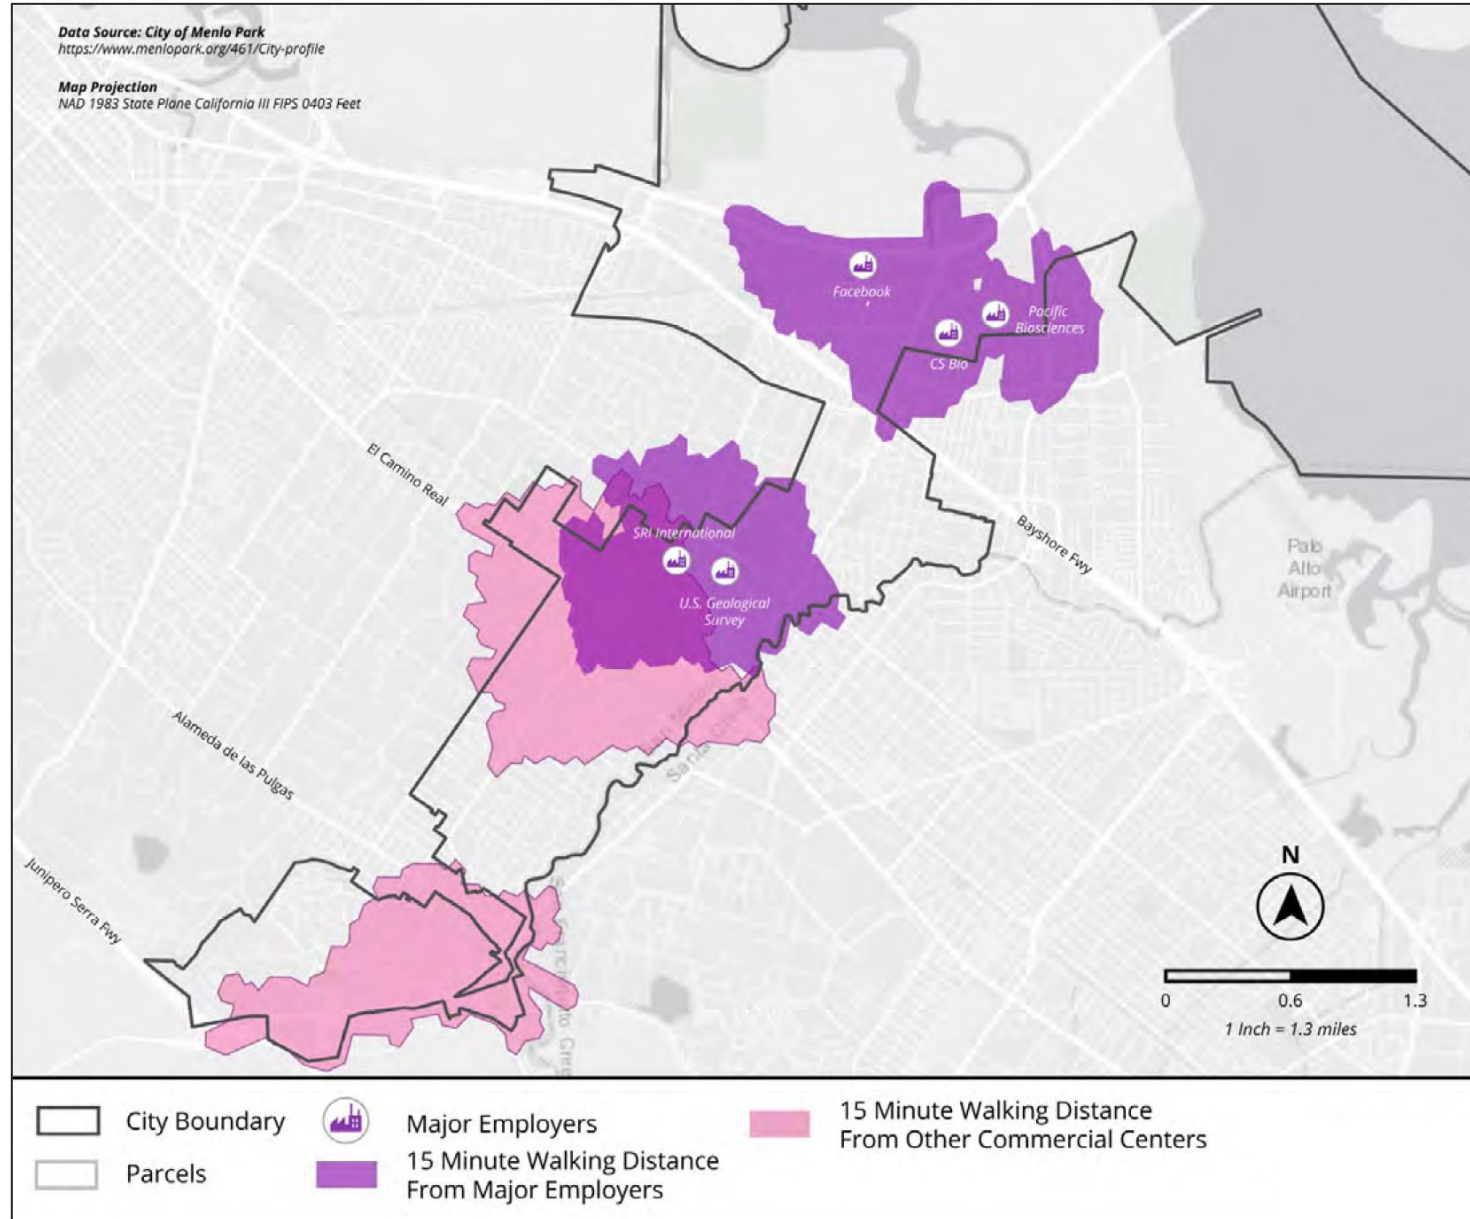 Data Source: City of Menlo Park
https://www.menlopark.org/461/City-profile
Map Projection
NAD 1983 State Plane California III FIPS 0403 Feet
Facebook
Pacific
Biosciences
CS Bio
El Camino Real
SRI International
Bayshore Fwy
Palo
Alto
Airport
U.S. Geological
Survey
Alameda de las Pulgas
Junipero Serra Fwy
N
0 0.6 1.3
1 Inch = 1.3 miles
City Boundary
Parcels
Major Employers
15 Minute Walking Distance
From Major Employers
15 Minute Walking Distance
From Other Commercial Centers